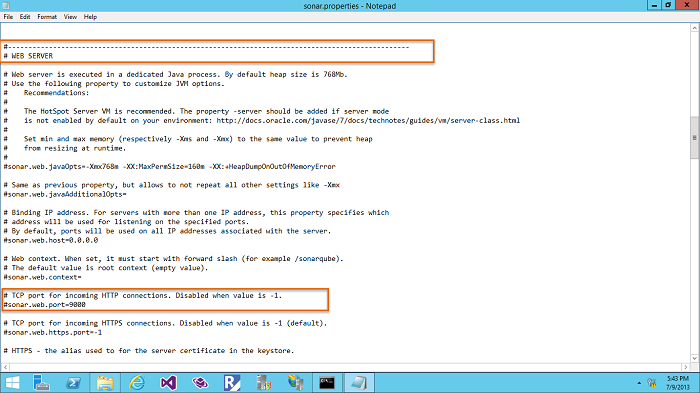 sonar.properties - Notepad
File Edit Format View Help
#--------------------------------------------------------------------------------------------------
# WEB SERVER
# Web server is executed in a dedicated Java process. By default heap size is 768Mb.
# Use the following property to customize JVM options.
#    Recommendations:
#
#    The HotSpot Server VM is recommended. The property -server should be added if server mode
#    is not enabled by default on your environment: http://docs.oracle.com/javase/7/docs/technotes/guides/vm/server-class.html
#
#    Set min and max memory (respectively -Xms and -Xmx) to the same value to prevent heap
#    from resizing at runtime.
#
#sonar.web.javaOpts=-Xmx768m -XX:MaxPermSize=160m -XX:+HeapDumpOnOutOfMemoryError
# Same as previous property, but allows to not repeat all other settings like -Xmx
#sonar.web.javaAdditionalOpts=
# Binding IP address. For servers with more than one IP address, this property specifies which
# address will be used for listening on the specified ports.
# By default, ports will be used on all IP addresses associated with the server.
#sonar.web.host=0.0.0.0
# Web context. When set, it must start with forward slash (for example /sonarqube).
# The default value is root context (empty value).
#sonar.web.context=
# TCP port for incoming HTTP connections. Disabled when value is -1.
#sonar.web.port=9000
# TCP port for incoming HTTPS connections. Disabled when value is -1 (default).
#sonar.web.https.port=-1
# HTTPS - the alias used to for the server certificate in the keystore.
5:43 PM
7/9/2013